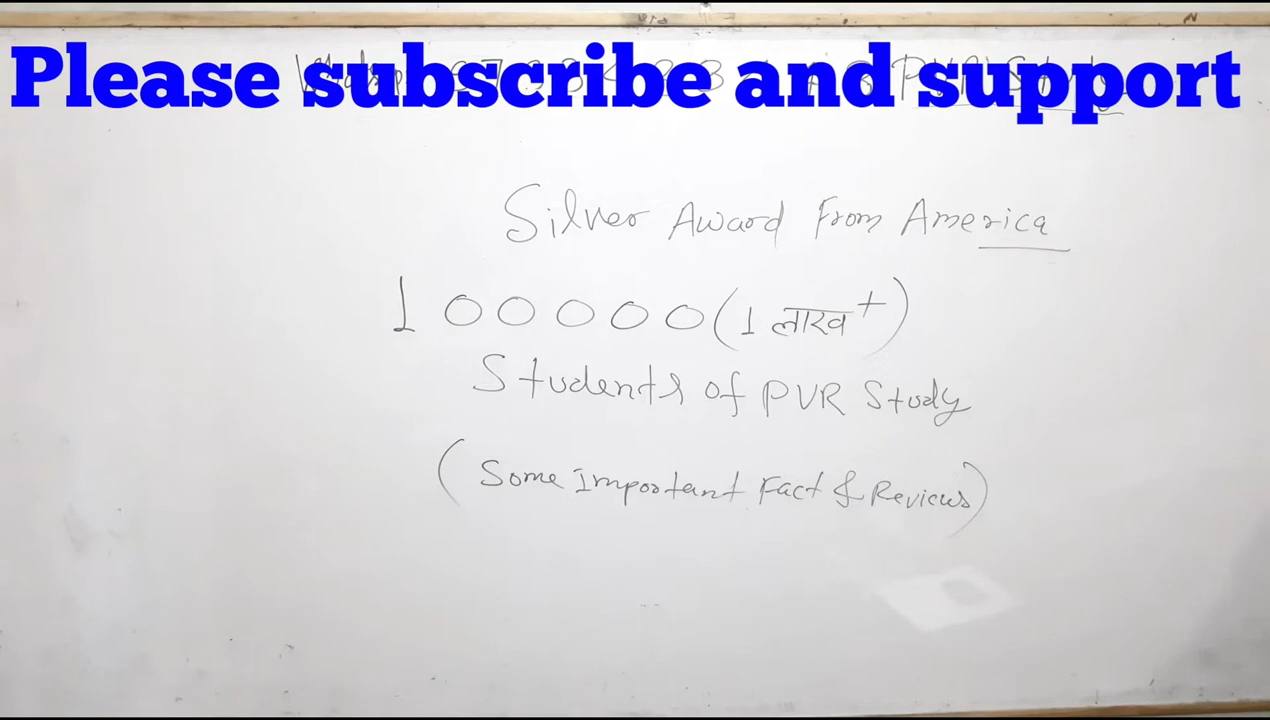 Please subscribe and support
Silver Award From America
100000 (1 लाख+)
Students of PVR Study
(Some Important Fact & Reviews)